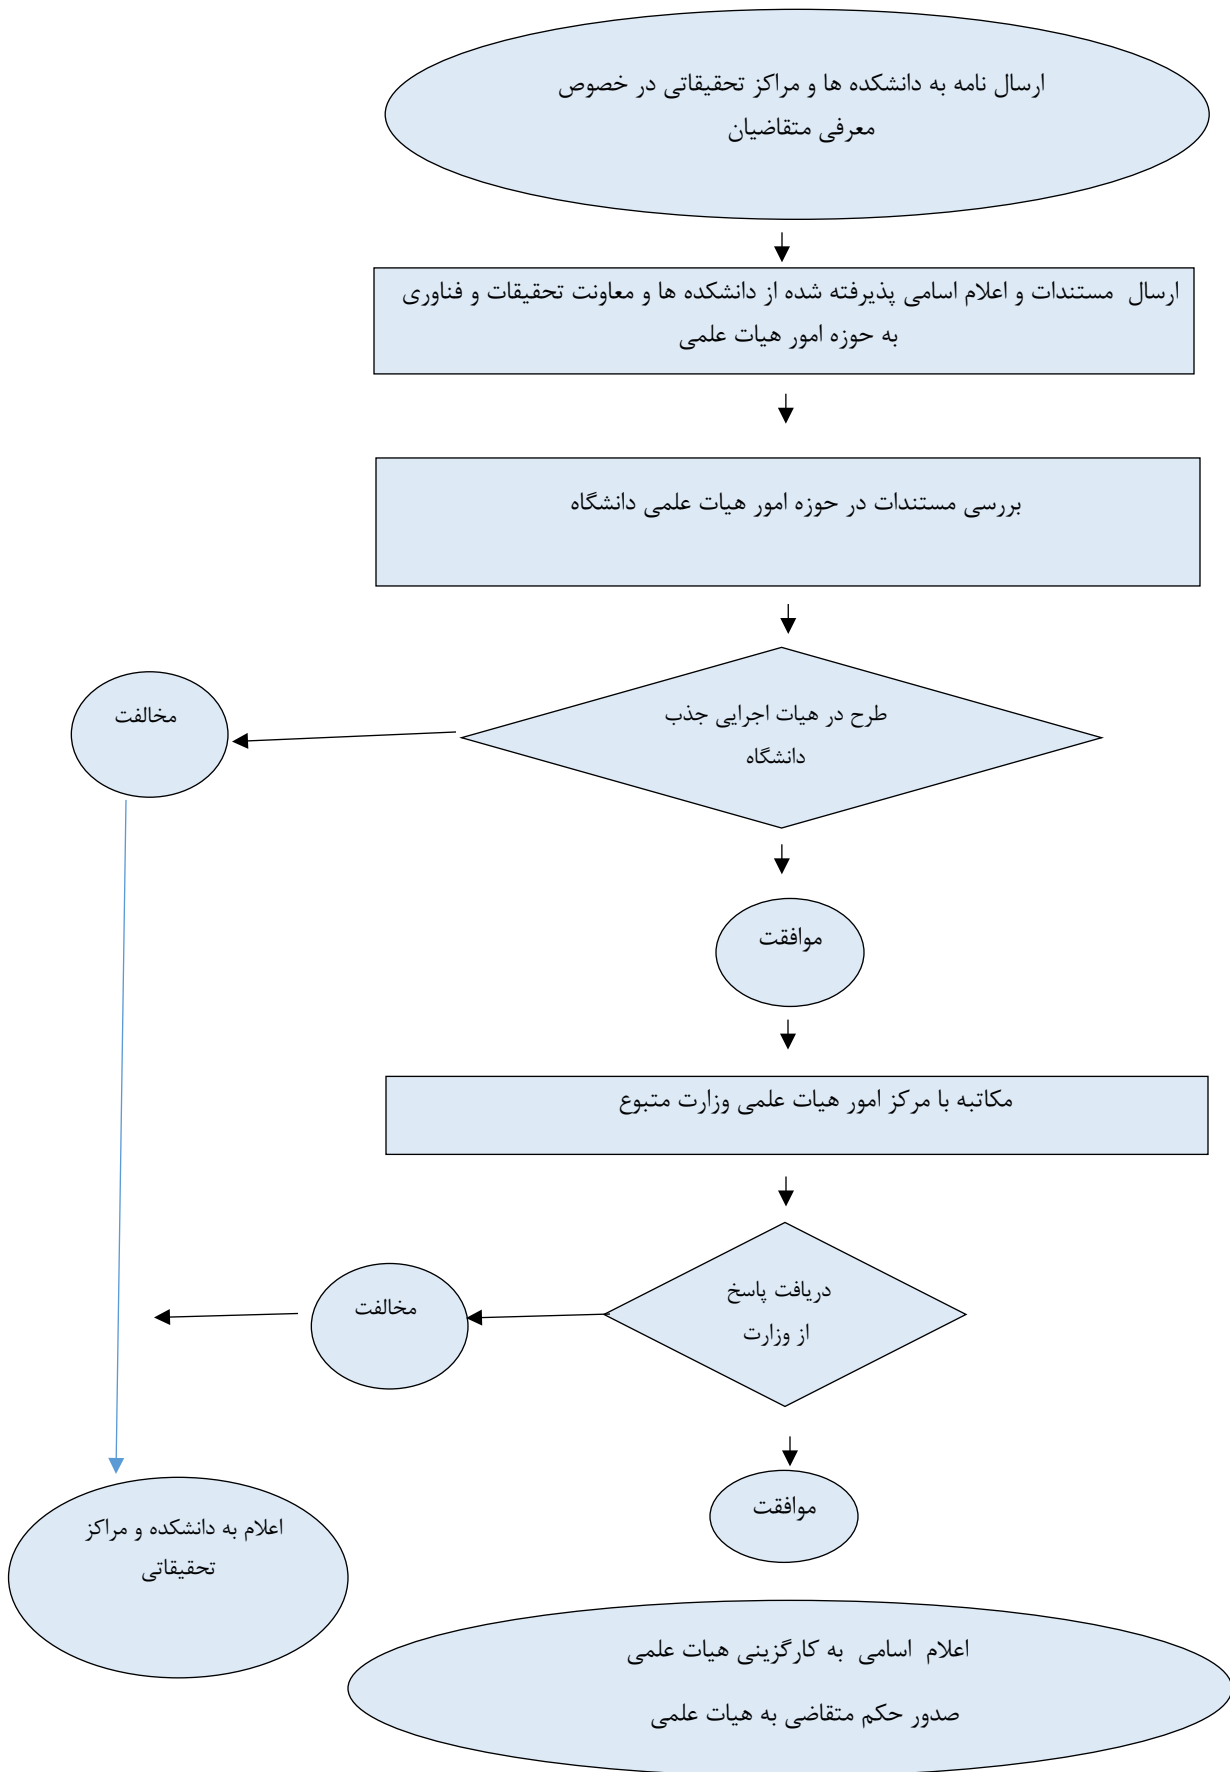 ارسال نامه به دانشکده ها و مراکز تحقیقاتی در خصوص
معرفی متقاضیان
ارسال مستندات و اعلام اسامی پذیرفته شده از دانشکده ها و معاونت تحقیقات و فناوری
به حوزه امور هیات علمی
بررسی مستندات در حوزه امور هیات علمی دانشگاه
طرح در هیات اجرایی جذب
دانشگاه
مخالفت
موافقت
مکاتبه با مرکز امور هیات علمی وزارت متبوع
دریافت پاسخ
از وزارت
مخالفت
موافقت
اعلام به دانشکده و مراکز
تحقیقاتی
اعلام اسامی به کارگزینی هیات علمی
صدور حکم متقاضی به هیات علمی